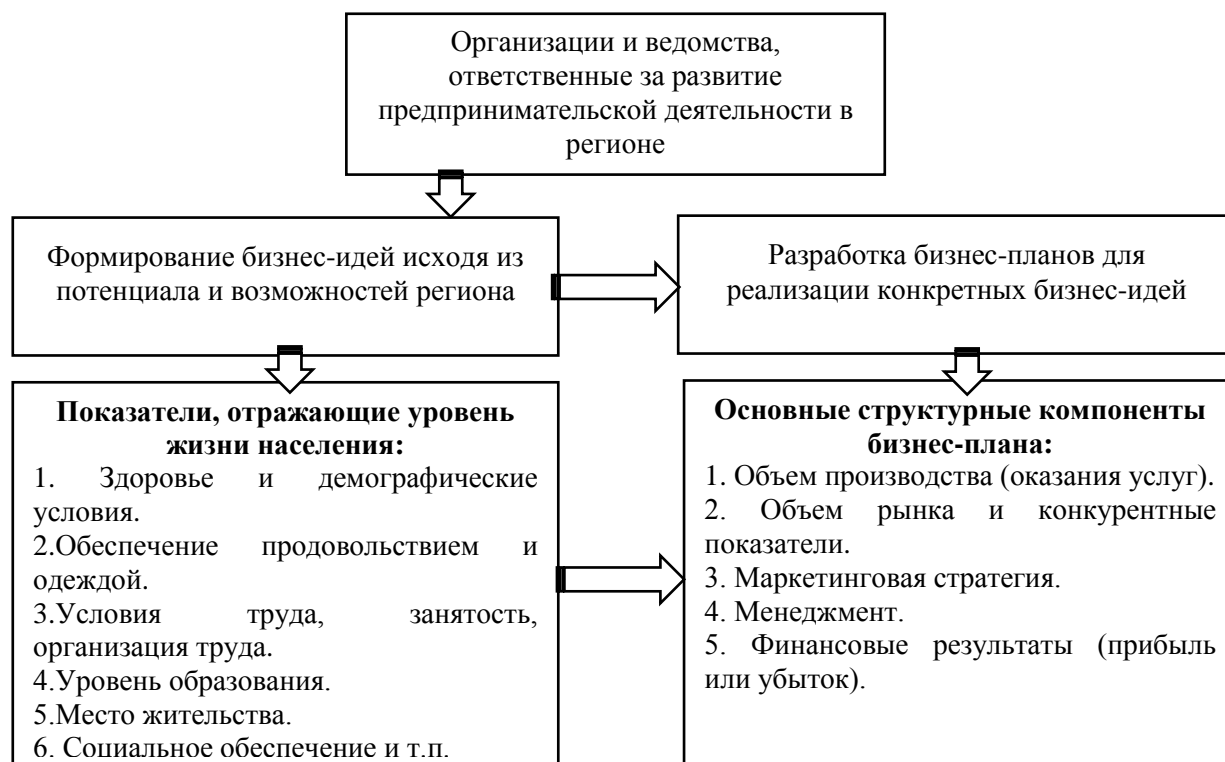 Организации и ведомства,
ответственные за развитие
предпринимательской деятельности в
регионе
Формирование бизнес-идей исходя из
потенциала и возможностей региона
Разработка бизнес-планов для
реализации конкретных бизнес-идей
Показатели, отражающие уровень
жизни населения:
1. Здоровье и демографические
условия.
2.Обеспечение продовольствием и
одеждой.
3.Условия труда, занятость,
организация труда.
4.Уровень образования.
5.Место жительства.
6. Социальное обеспечение и т.п.
Основные структурные компоненты
бизнес-плана:
1. Объем производства (оказания услуг).
2. Объем рынка и конкурентные
показатели.
3. Маркетинговая стратегия.
4. Менеджмент.
5. Финансовые результаты (прибыль
или убыток).